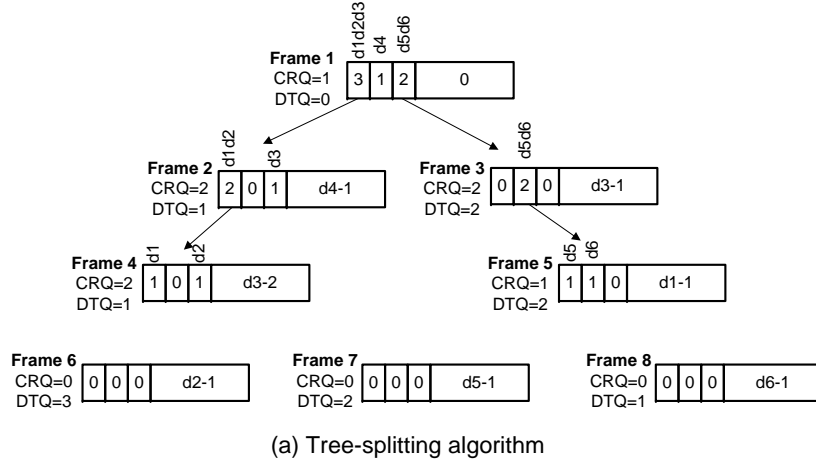 d1d2d3 d4 d5d6
Frame 1
CRQ=1
DTQ=0
3 1 2 0
d1d2 d3
Frame 2
CRQ=2
DTQ=1
2 0 1 d4-1
d5d6
Frame 3
CRQ=2
DTQ=2
0 2 0 d3-1
d1 d2
Frame 4
CRQ=2
DTQ=1
1 0 1 d3-2
d5 d6
Frame 5
CRQ=1
DTQ=2
1 1 0 d1-1
Frame 6
CRQ=0
DTQ=3
0 0 0 d2-1
Frame 7
CRQ=0
DTQ=2
0 0 0 d5-1
Frame 8
CRQ=0
DTQ=1
0 0 0 d6-1
(a) Tree-splitting algorithm